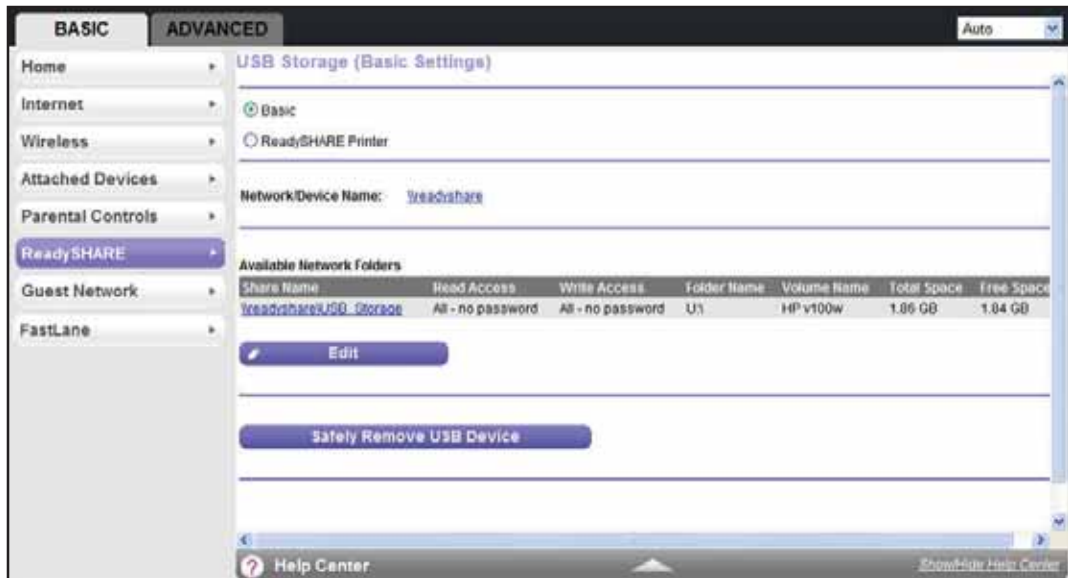 BASIC
ADVANCED
Auto
Home
Internet
Wireless
Attached Devices
Parental Controls
ReadySHARE
Guest Network
FastLane
USB Storage (Basic Settings)
Basic
ReadySHARE Printer
Network/Device Name: \\readyshare
Available Network Folders
Share Name Read Access Write Access Folder Name Volume Name Total Space Free Space
\\readyshare\USB_Storage All - no password All - no password U:\ HP v100w 1.86 GB 1.84 GB
Edit
Safely Remove USB Device
? Help Center
Show/Hide Help Center